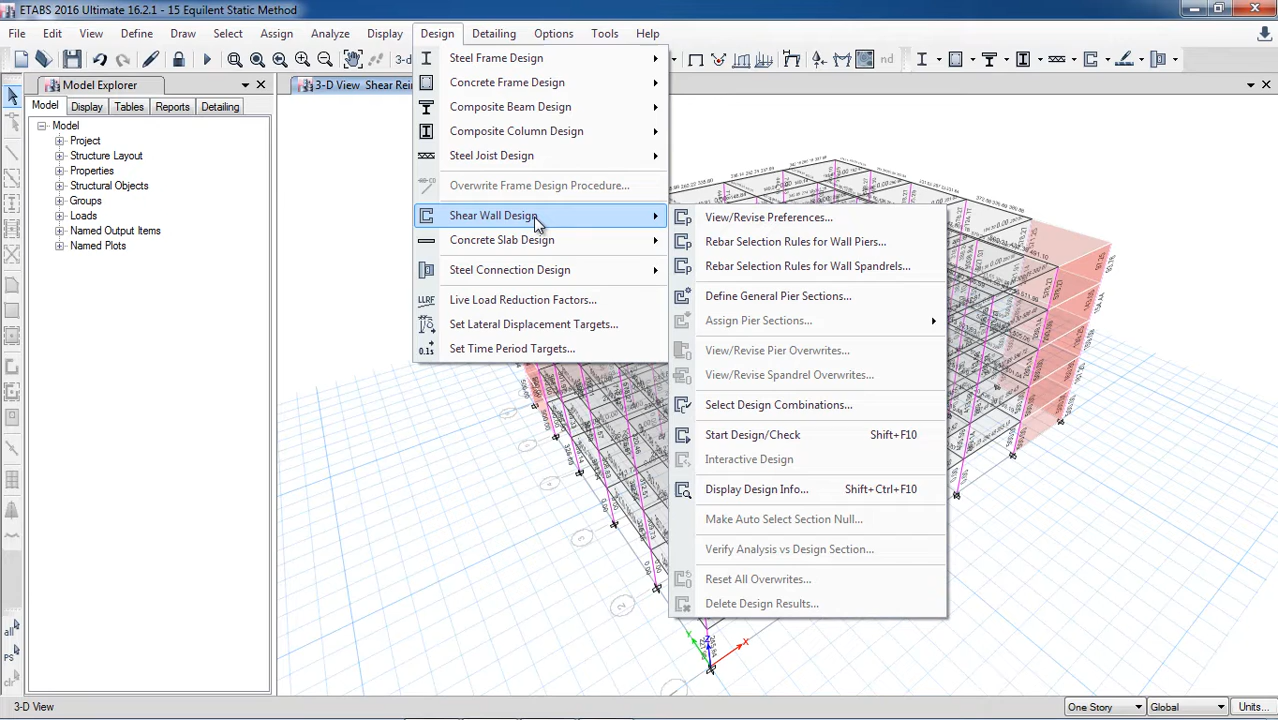 ETABS 2016 Ultimate 16.2.1 - 15 Equilent Static Method
File Edit View Define Draw Select Assign Analyze Display Design Detailing Options Tools Help
3-d
nd
Model Explorer
Model Display Tables Reports Detailing
Model
Project
Structure Layout
Properties
Structural Objects
Groups
Loads
Named Output Items
Named Plots
3-D View Shear Rei
Steel Frame Design
Concrete Frame Design
Composite Beam Design
Composite Column Design
Steel Joist Design
Overwrite Frame Design Procedure...
Shear Wall Design
Concrete Slab Design
Steel Connection Design
Live Load Reduction Factors...
Set Lateral Displacement Targets...
Set Time Period Targets...
View/Revise Preferences...
Rebar Selection Rules for Wall Piers...
Rebar Selection Rules for Wall Spandrels...
Define General Pier Sections...
Assign Pier Sections...
View/Revise Pier Overwrites...
View/Revise Spandrel Overwrites...
Select Design Combinations...
Start Design/Check Shift+F10
Interactive Design
Display Design Info... Shift+Ctrl+F10
Make Auto Select Section Null...
Verify Analysis vs Design Section...
Reset All Overwrites...
Delete Design Results...
all
PS
clr
X
Y
Z
3-D View
One Story Global Units...